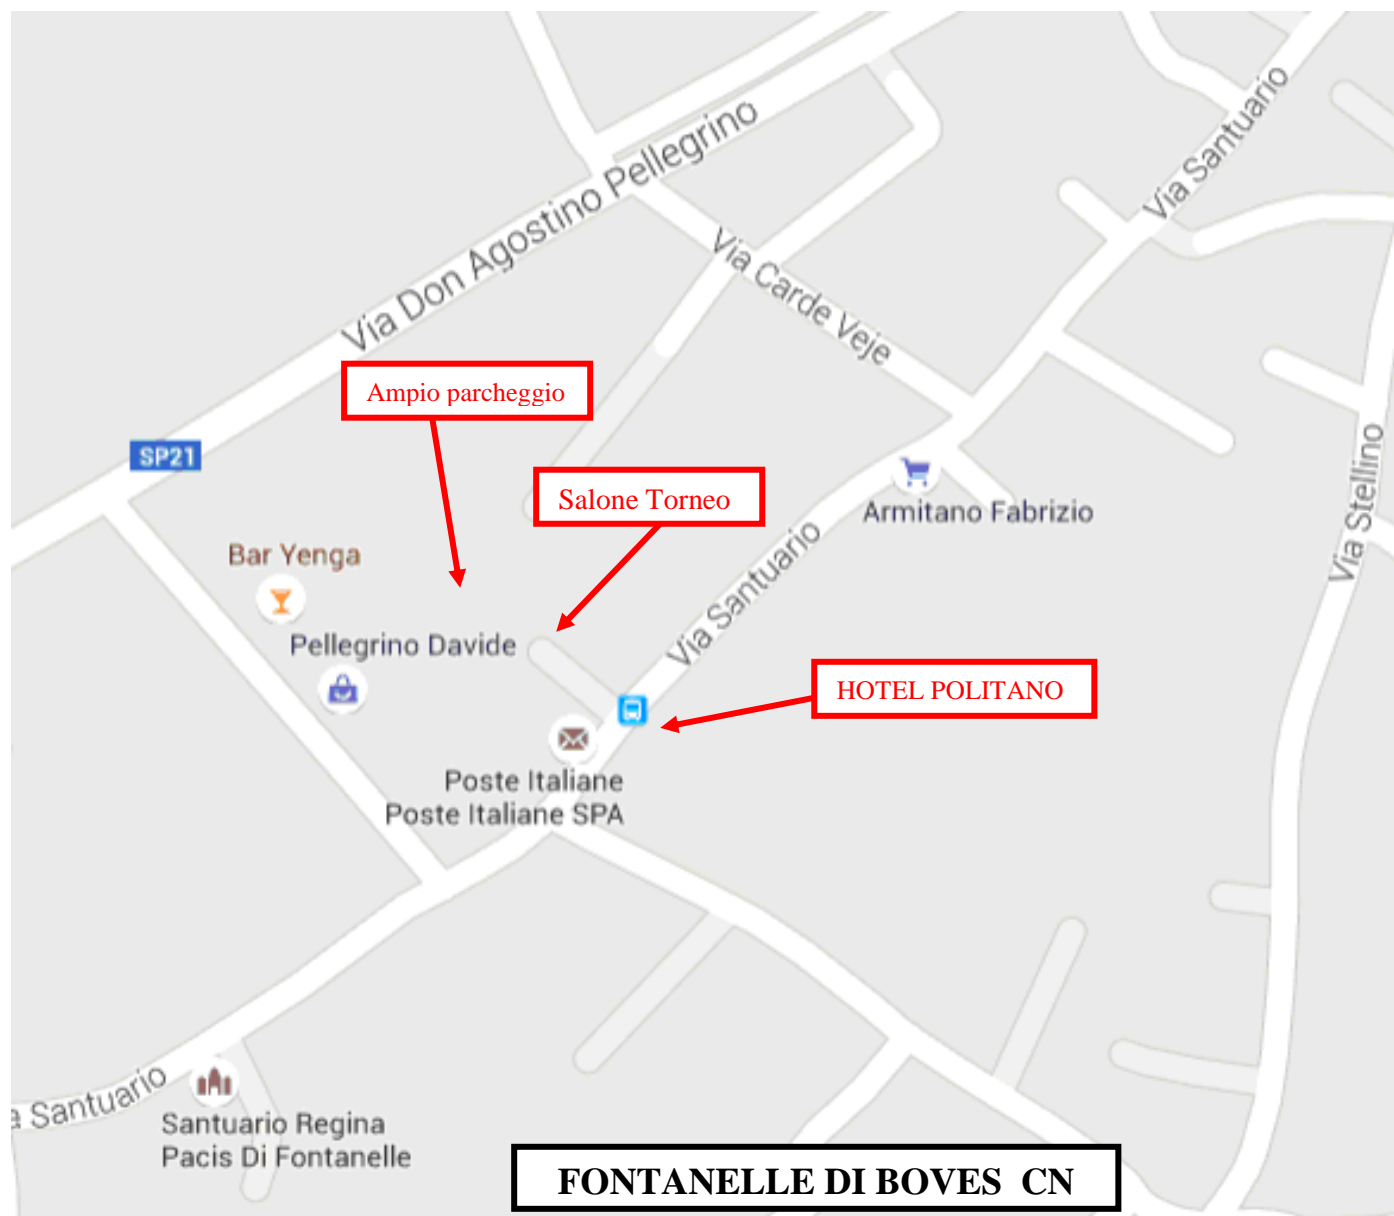 Via Santuario
Via Don Agostino Pellegrino
Via Carde Veje
Ampio parcheggio
SP21
Salone Torneo
Armitano Fabrizio
Via Stellino
Bar Yenga
Via Santuario
Pellegrino Davide
HOTEL POLITANO
Poste Italiane
Poste Italiane SPA
a Santuario
Santuario Regina
Pacis Di Fontanelle
FONTANELLE DI BOVES CN